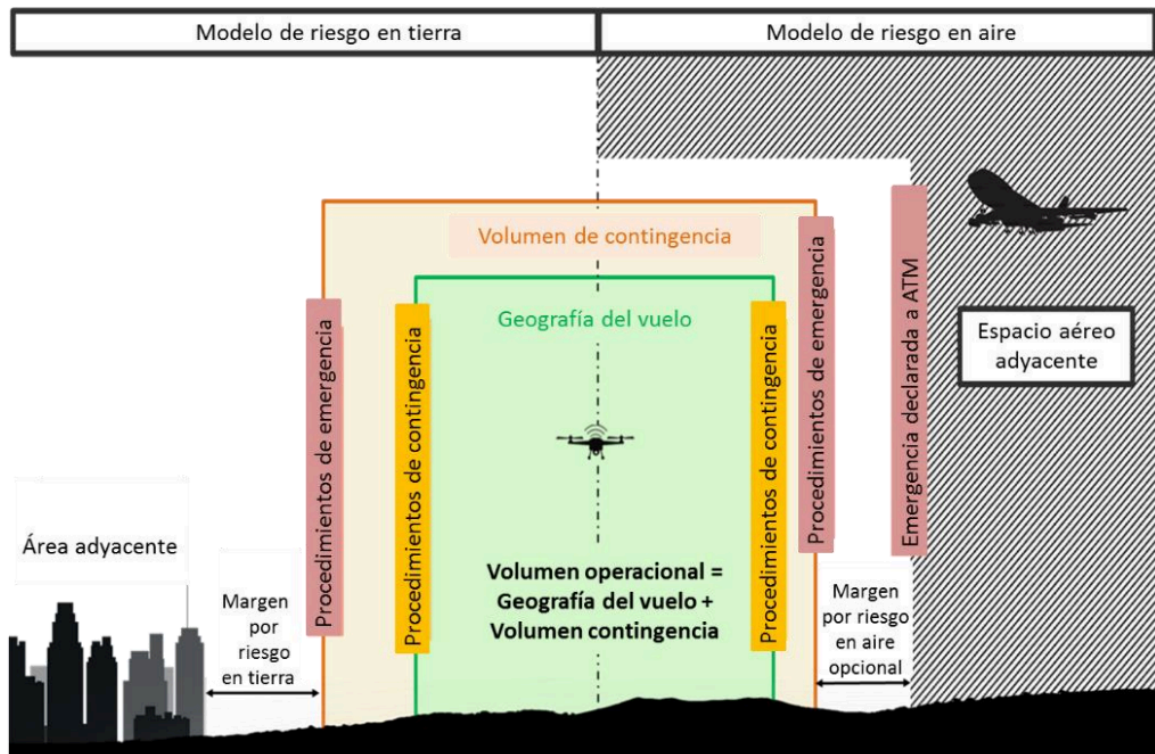 Modelo de riesgo en tierra
Modelo de riesgo en aire
Volumen de contingencia
Geografía del vuelo
Procedimientos de emergencia
Procedimientos de contingencia
Procedimientos de contingencia
Procedimientos de emergencia
Emergencia declarada a ATM
Espacio aéreo
adyacente
Área adyacente
Margen
por
riesgo
en tierra
Volumen operacional =
Geografía del vuelo +
Volumen contingencia
Margen
por riesgo
en aire
opcional